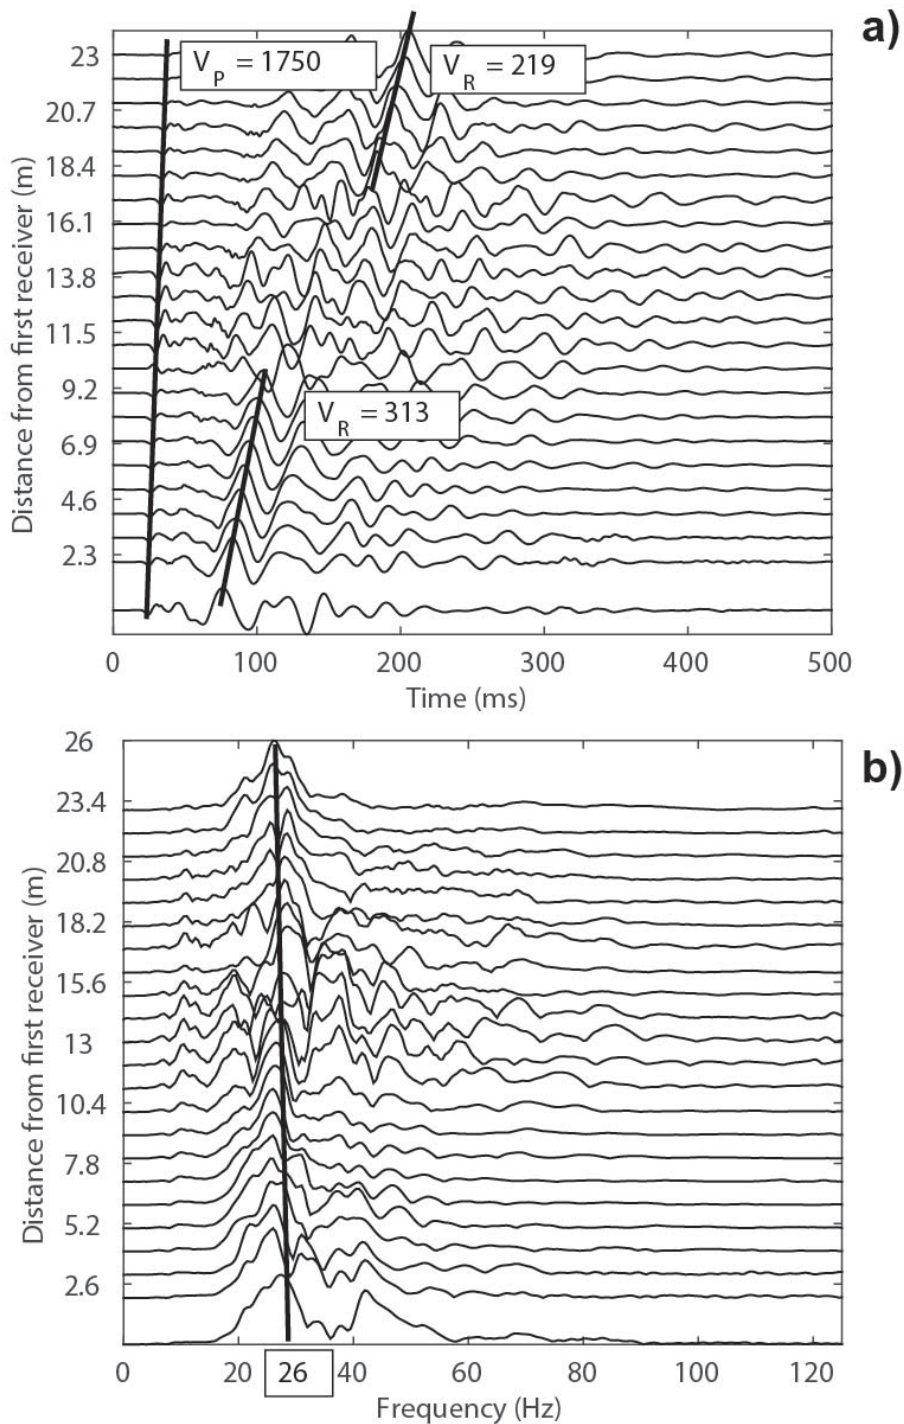 a)
V_P = 1750
V_R = 219
V_R = 313
23
20.7
18.4
16.1
13.8
11.5
9.2
6.9
4.6
2.3
Distance from first receiver (m)
0 100 200 300 400 500
Time (ms)
b)
26
23.4
20.8
18.2
15.6
13
10.4
7.8
5.2
2.6
Distance from first receiver (m)
0 20 26 40 60 80 100 120
Frequency (Hz)